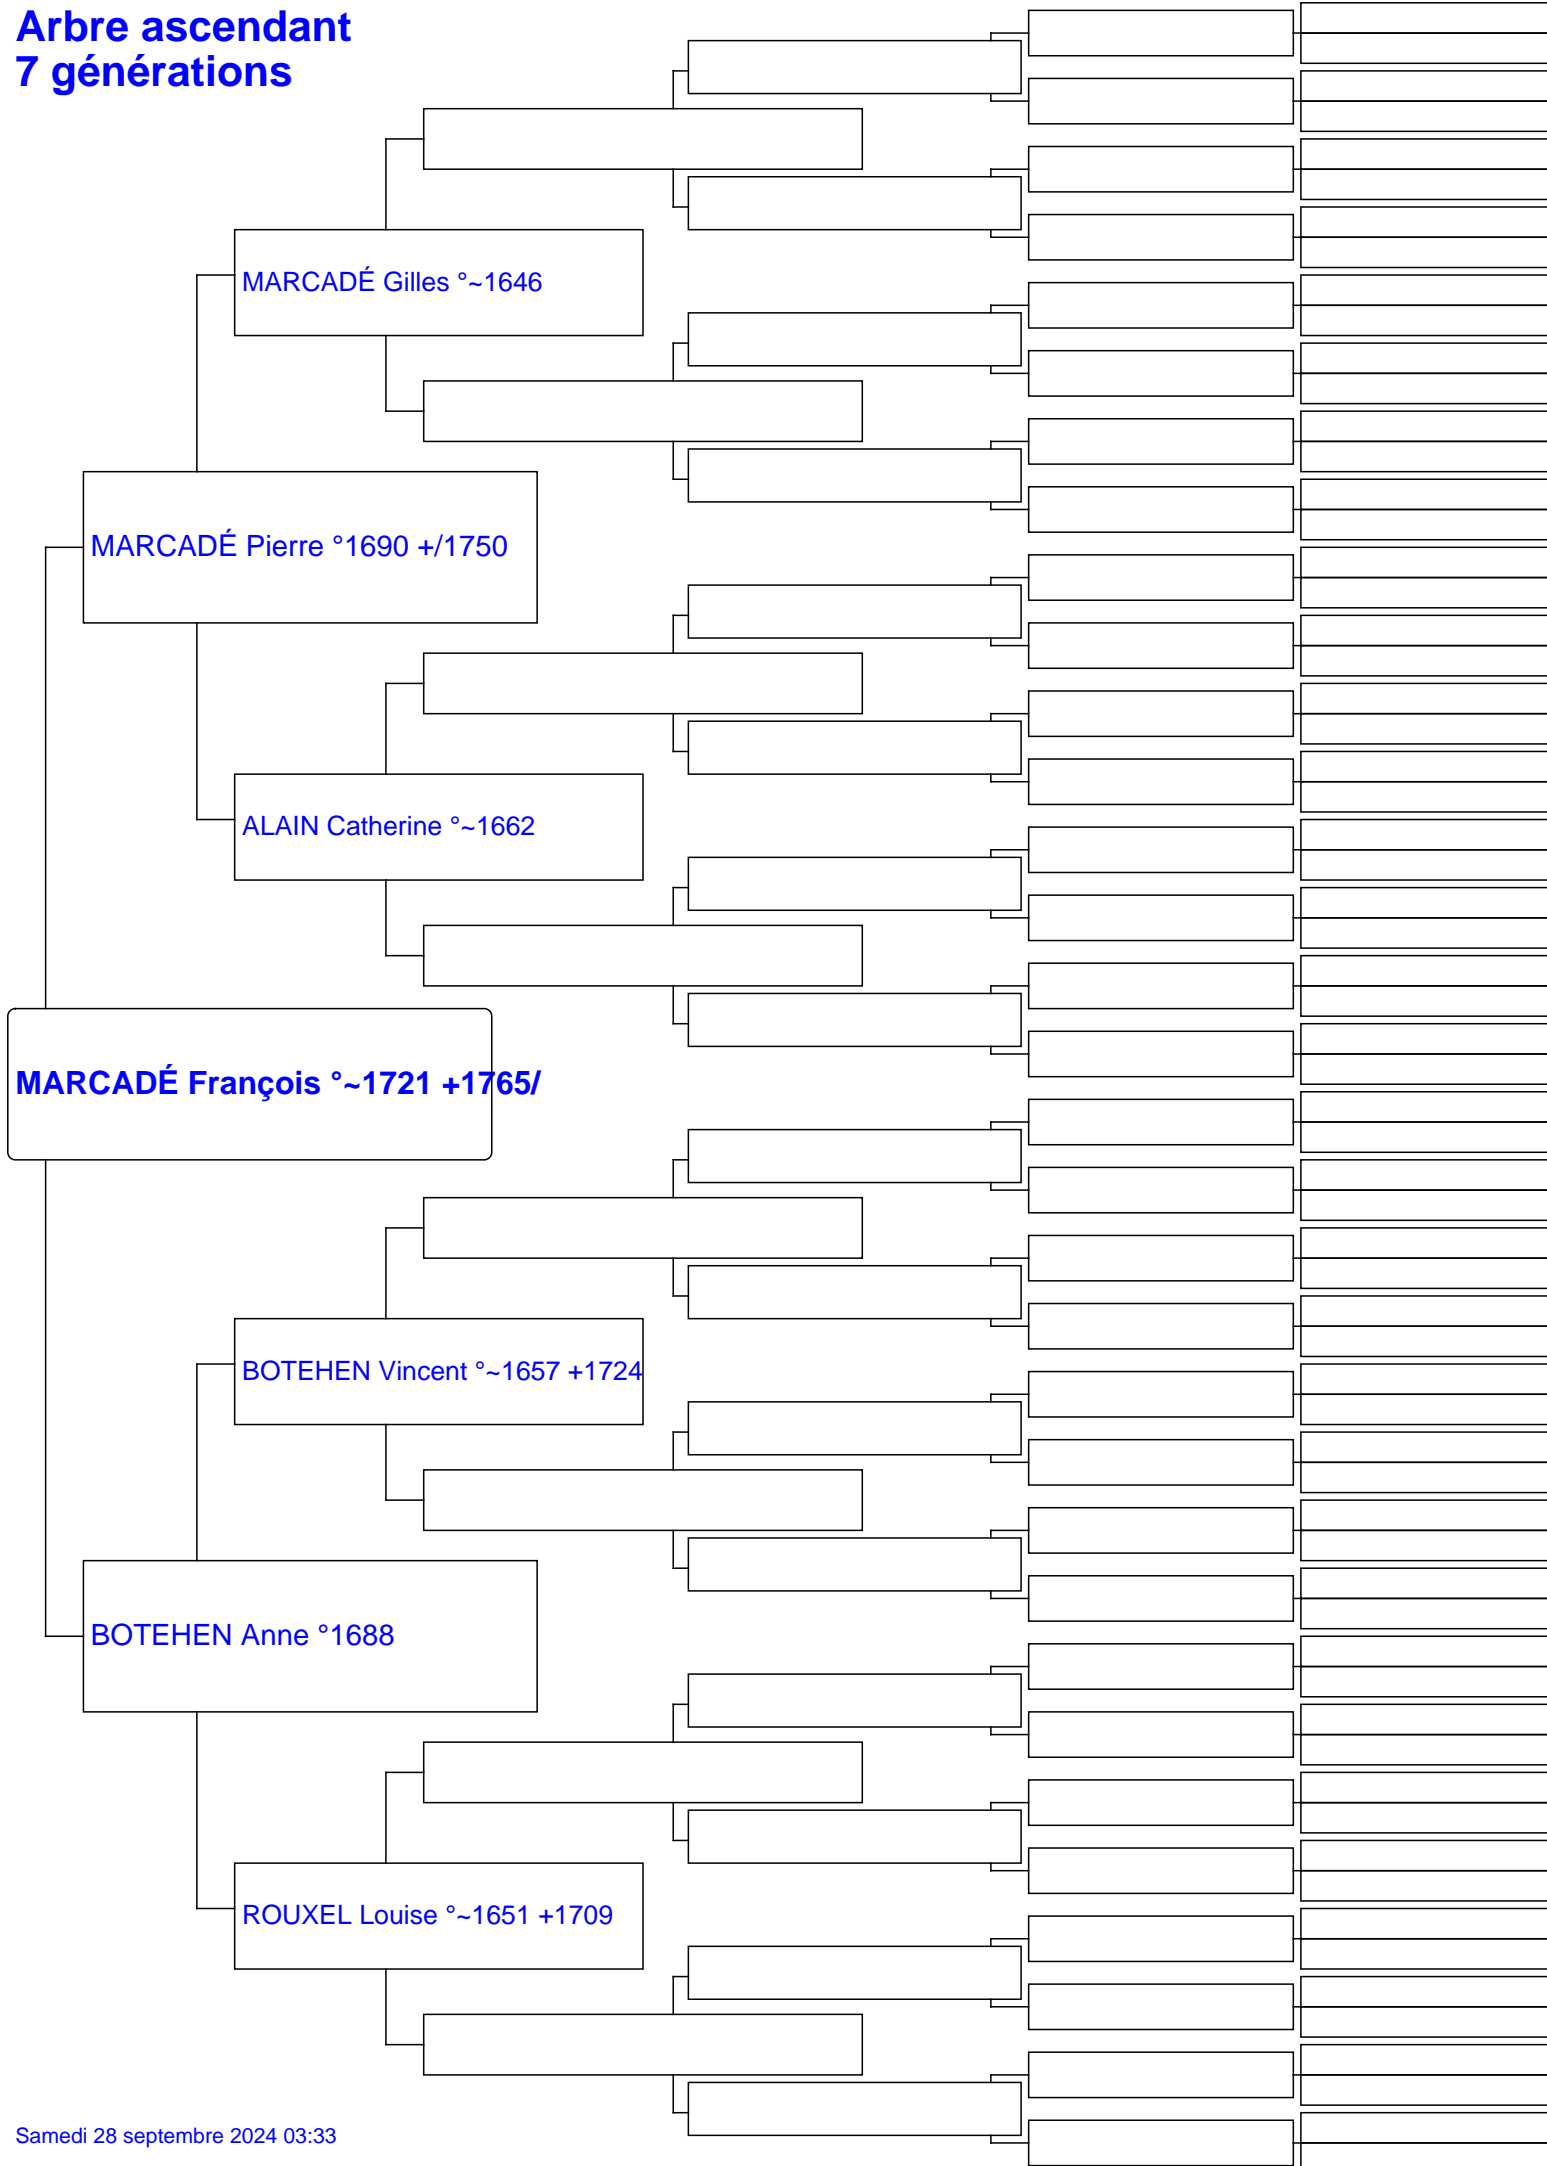 Arbre ascendant
7 générations
MARCADÉ Gilles °~1646
MARCADÉ Pierre °1690 +/1750
ALAIN Catherine °~1662
MARCADÉ François °~1721 +1765/
BOTEHEN Vincent °~1657 +1724
BOTEHEN Anne °1688
ROUXEL Louise °~1651 +1709
Samedi 28 septembre 2024 03:33